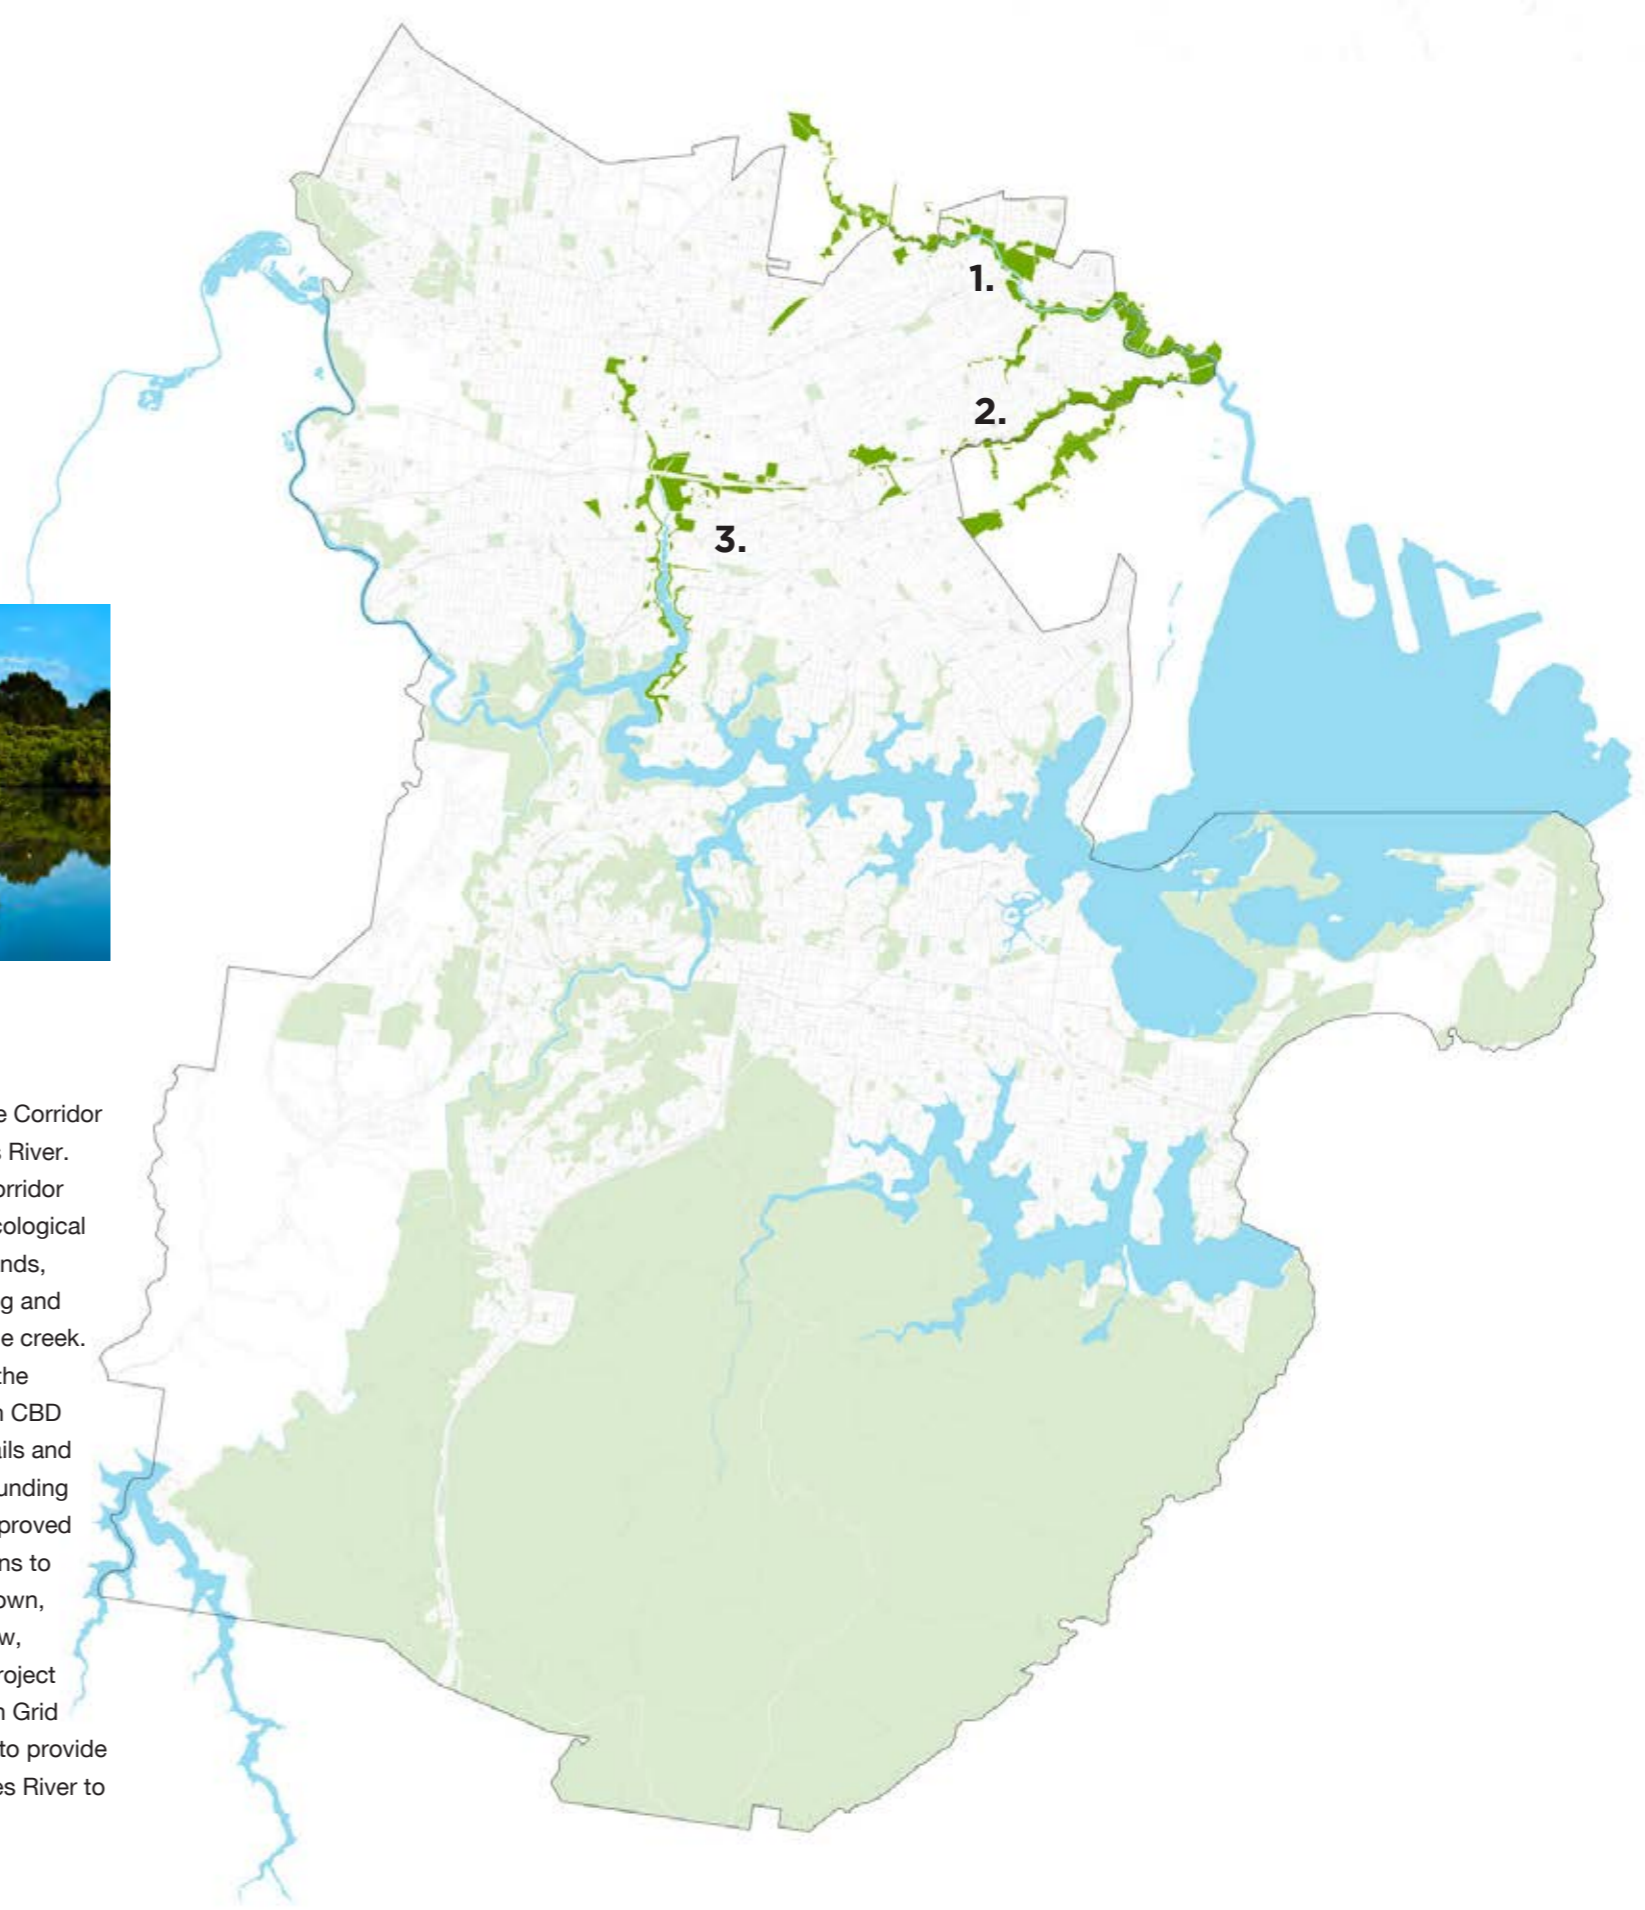 1.
2.
3.
e Corridor
s River.
orridor
cological
nds,
g and
e creek.
the
n CBD
ils and
unding
proved
ns to
own,
w,
roject
n Grid
to provide
es River to